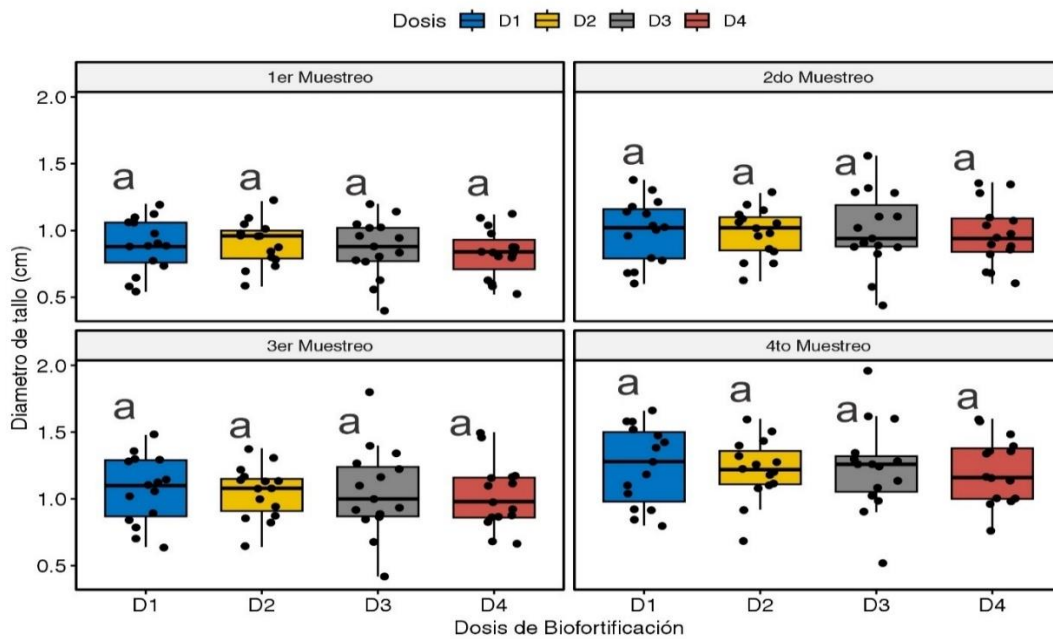 Dosis D1 D2 D3 D4
1er Muestreo
2do Muestreo
2.0
1.5
1.0
0.5
a a a a
a a a a
3er Muestreo
4to Muestreo
2.0
1.5
1.0
0.5
a a a a
a a a a
Diametro de tallo (cm)
D1 D2 D3 D4
D1 D2 D3 D4
Dosis de Biofortificación